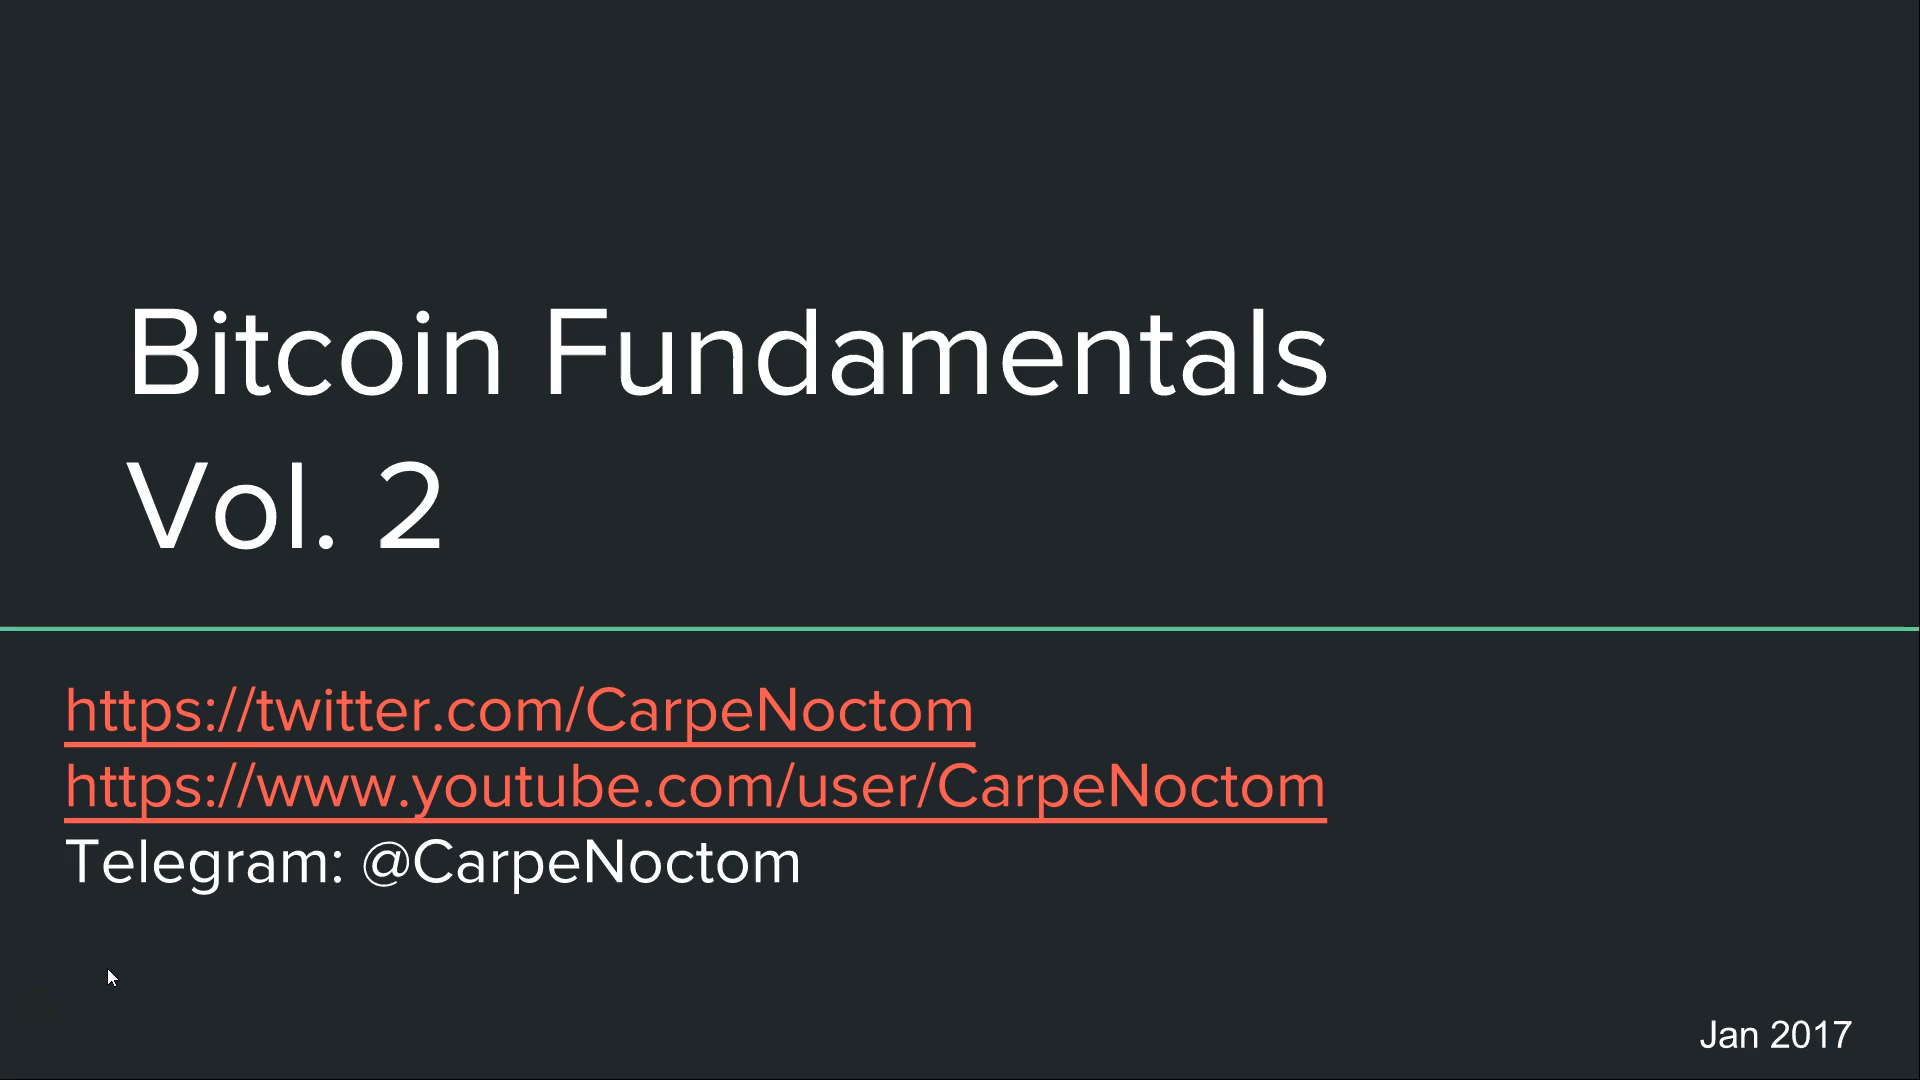 Bitcoin Fundamentals
Vol. 2
https://twitter.com/CarpeNoctom
https://www.youtube.com/user/CarpeNoctom
Telegram: @CarpeNoctom
Jan 2017